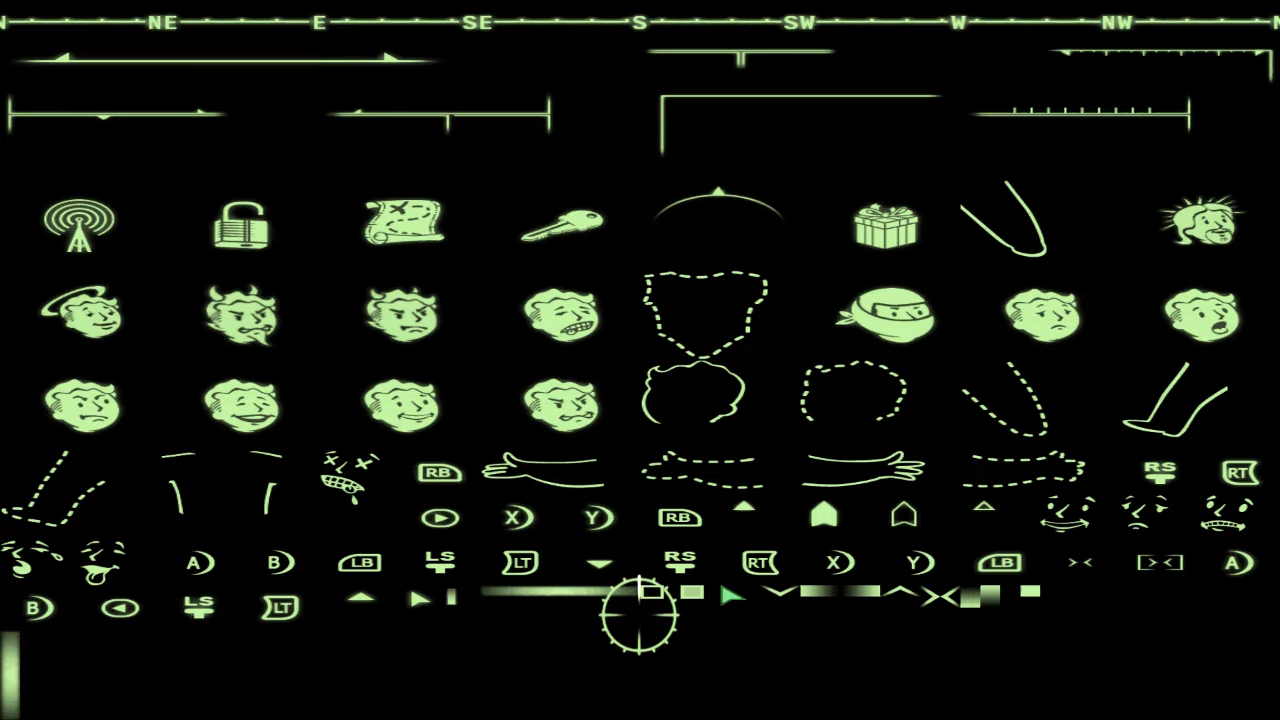 N NE E SE S SW W NW N
RB RS RT
X Y RB
A B LB LS LT RS RT X Y LB A
B LS LT